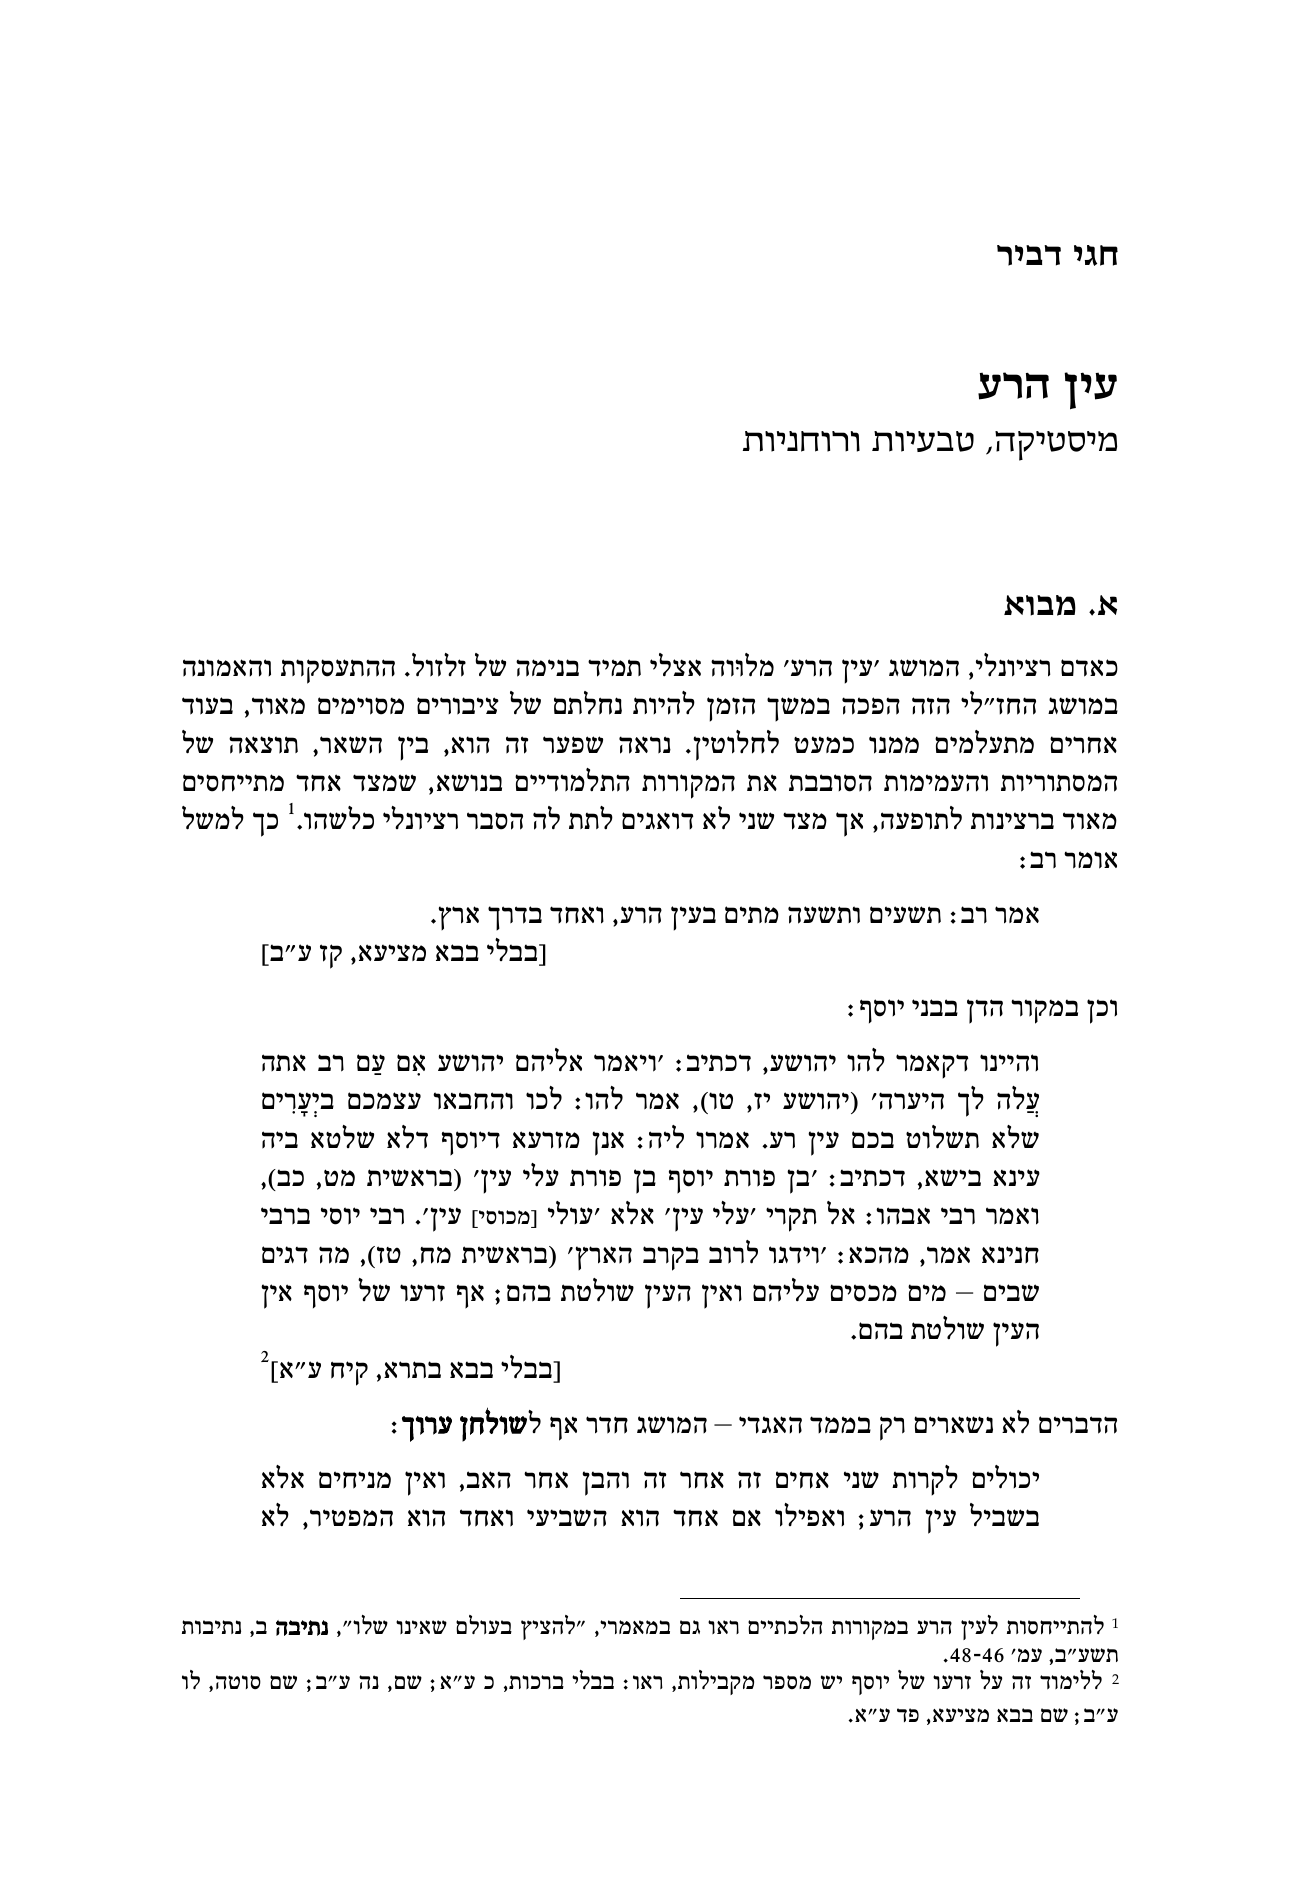 חגי דביר
עין הרע
מיסטיקה, טבעיות ורוחניות
א. מבוא
כאדם רציונלי, המושג ׳עין הרע׳ מלוּוה אצלי תמיד בנימה של זלזול. ההתעסקות והאמונה
במושג החז״לי הזה הפכה במשך הזמן להיות נחלתם של ציבורים מסוימים מאוד, בעוד
אחרים מתעלמים ממנו כמעט לחלוטין. נראה שפער זה הוא, בין השאר, תוצאה של
המסתוריות והעמימות הסובבת את המקורות התלמודיים בנושא, שמצד אחד מתייחסים
מאוד ברצינות לתופעה, אך מצד שני לא דואגים לתת לה הסבר רציונלי כלשהו.1 כך למשל
אומר רב:
אמר רב: תשעים ותשעה מתים בעין הרע, ואחד בדרך ארץ.
[בבלי בבא מציעא, קז ע״ב]
וכן במקור הדן בבני יוסף:
והיינו דקאמר להו יהושע, דכתיב: ׳ויאמר אליהם יהושע אִם עַם רב אתה
עֲלה לך היערה׳ (יהושע יז, טו), אמר להו: לכו והחבאו עצמכם ביְעָרִים
שלא תשלוט בכם עין רע. אמרו ליה: אנן מזרעא דיוסף דלא שלטא ביה
עינא בישא, דכתיב: ׳בן פורת יוסף בן פורת עלי עין׳ (בראשית מט, כב),
ואמר רבי אבהו: אל תקרי ׳עלי עין׳ אלא ׳עולי [מכוסי] עין׳. רבי יוסי ברבי
חנינא אמר, מהכא: ׳וידגו לרוב בקרב הארץ׳ (בראשית מח, טז), מה דגים
שבים – מים מכסים עליהם ואין העין שולטת בהם; אף זרעו של יוסף אין
העין שולטת בהם.
[בבלי בבא בתרא, קיח ע״א]2
הדברים לא נשארים רק בממד האגדי – המושג חדר אף לשולחן ערוך:
יכולים לקרות שני אחים זה אחר זה והבן אחר האב, ואין מניחים אלא
בשביל עין הרע; ואפילו אם אחד הוא השביעי ואחד הוא המפטיר, לא
1 להתייחסות לעין הרע במקורות הלכתיים ראו גם במאמרי, ״להציץ בעולם שאינו שלו״, נתיבה ב, נתיבות
תשע״ב, עמ׳ 48-46.
2 ללימוד זה על זרעו של יוסף יש מספר מקבילות, ראו: בבלי ברכות, כ ע״א; שם, נה ע״ב; שם סוטה, לו
ע״ב; שם בבא מציעא, פד ע״א.